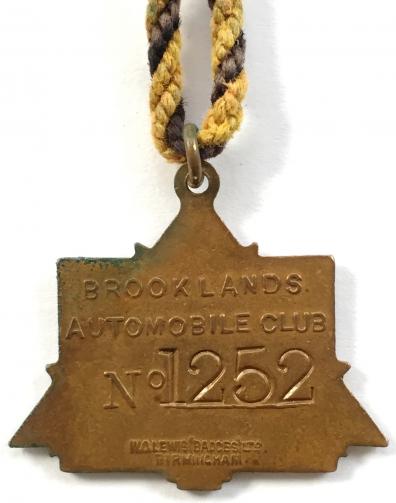 BROOKLANDS.
AUTOMOBILE CLUB
No 1252
W.O. LEWIS (BADGES) LTD.
BIRMINGHAM.